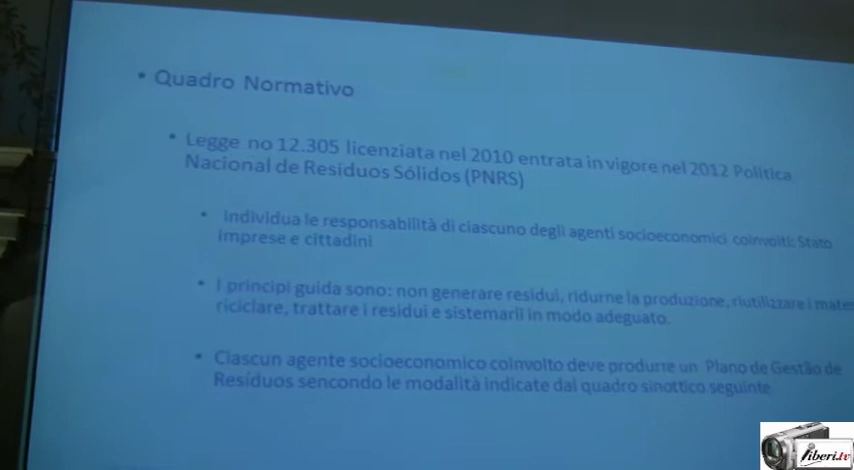 • Quadro Normativo
• Legge no 12.305 licenziata nel 2010 entrata in vigore nel 2012 Política
Nacional de Resíduos Sólidos (PNRS)
• Individua le responsabilità di ciascuno degli agenti socioeconomici coinvolti: Stato
imprese e cittadini
• I principi guida sono: non generare residui, ridurne la produzione, riutilizzare i mater
riciclare, trattare i residui e sistemarli in modo adeguato.
• Ciascun agente socioeconomico coinvolto deve produrre un Plano de Gestão de
Resíduos sencondo le modalità indicate dal quadro sinottico seguinte
liberi.tv